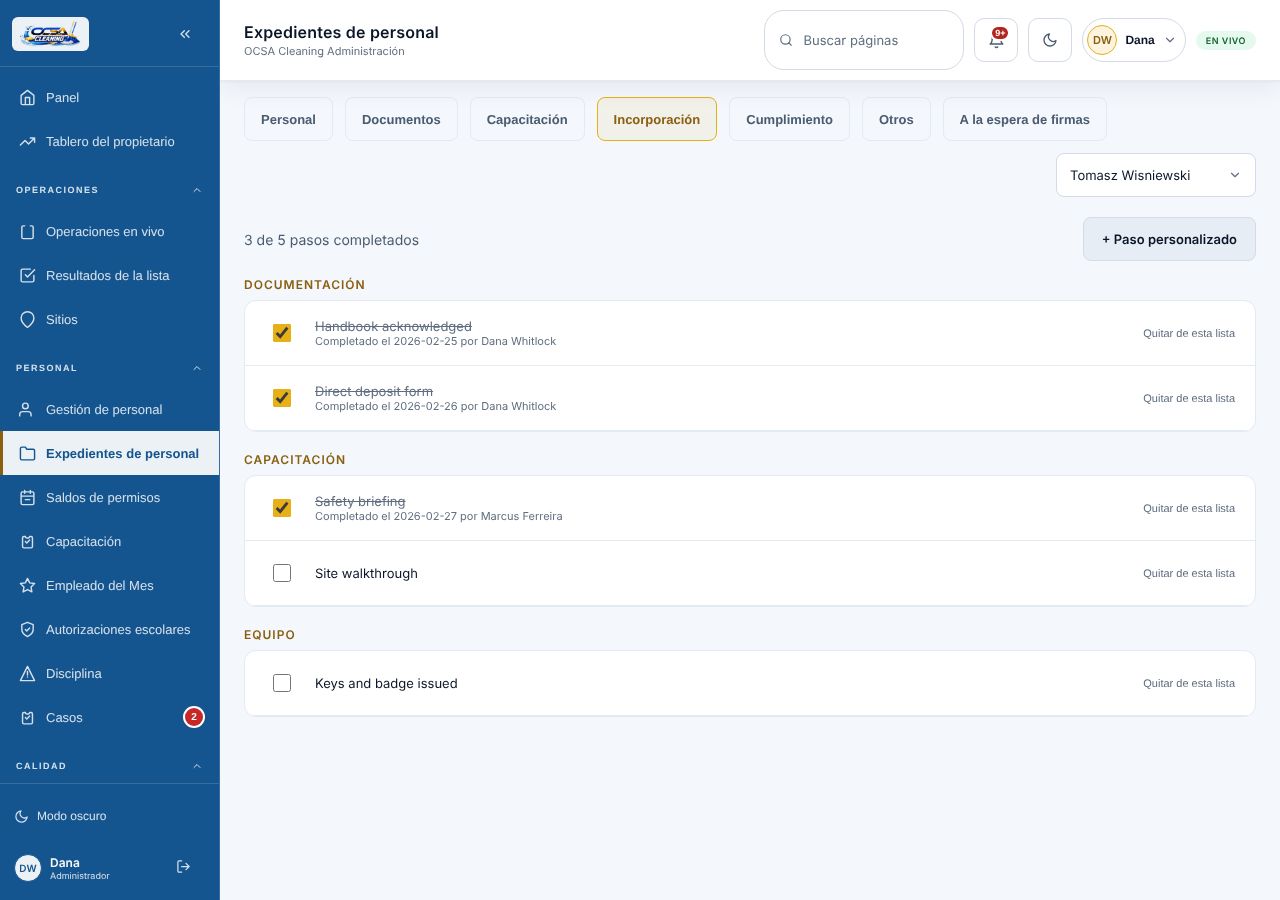 OCSA
CLEANING
Panel
Tablero del propietario
OPERACIONES
Operaciones en vivo
Resultados de la lista
Sitios
PERSONAL
Gestión de personal
Expedientes de personal
Saldos de permisos
Capacitación
Empleado del Mes
Autorizaciones escolares
Disciplina
Casos
2
CALIDAD
Modo oscuro
DW
Dana
Administrador
Expedientes de personal
OCSA Cleaning Administración
Buscar páginas
9+
DW
Dana
EN VIVO
Personal
Documentos
Capacitación
Incorporación
Cumplimiento
Otros
A la espera de firmas
Tomasz Wisniewski
3 de 5 pasos completados
+ Paso personalizado
DOCUMENTACIÓN
Handbook acknowledged
Completado el 2026-02-25 por Dana Whitlock
Quitar de esta lista
Direct deposit form
Completado el 2026-02-26 por Dana Whitlock
Quitar de esta lista
CAPACITACIÓN
Safety briefing
Completado el 2026-02-27 por Marcus Ferreira
Quitar de esta lista
Site walkthrough
Quitar de esta lista
EQUIPO
Keys and badge issued
Quitar de esta lista